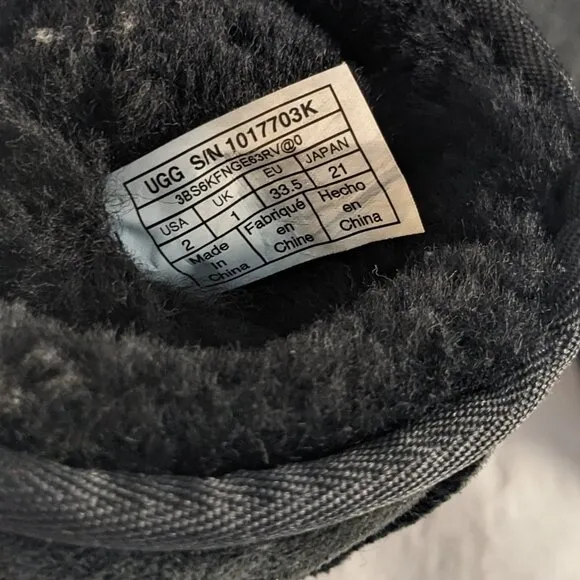 UGG S/N 1017703K
3BS6KFNGE63RV@0
USA UK EU JAPAN
2 1 33.5 21
Made Fabriqué Hecho
in en en
China Chine China